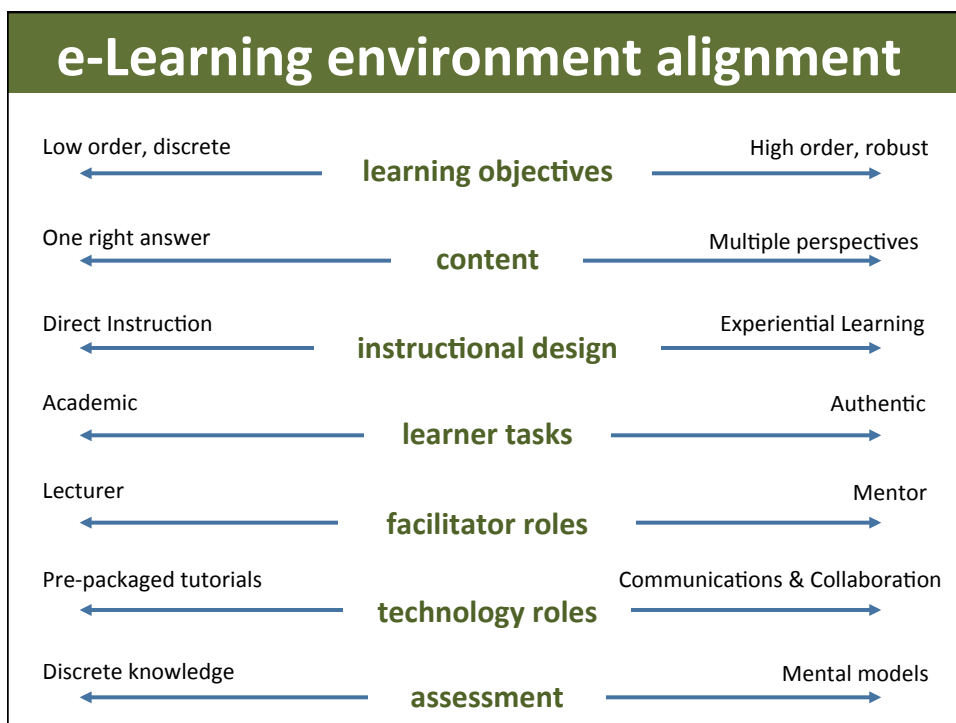 e-Learning environment alignment
Low order, discrete
High order, robust
learning objectives
One right answer
Multiple perspectives
content
Direct Instruction
Experiential Learning
instructional design
Academic
Authentic
learner tasks
Lecturer
Mentor
facilitator roles
Pre-packaged tutorials
Communications & Collaboration
technology roles
Discrete knowledge
Mental models
assessment